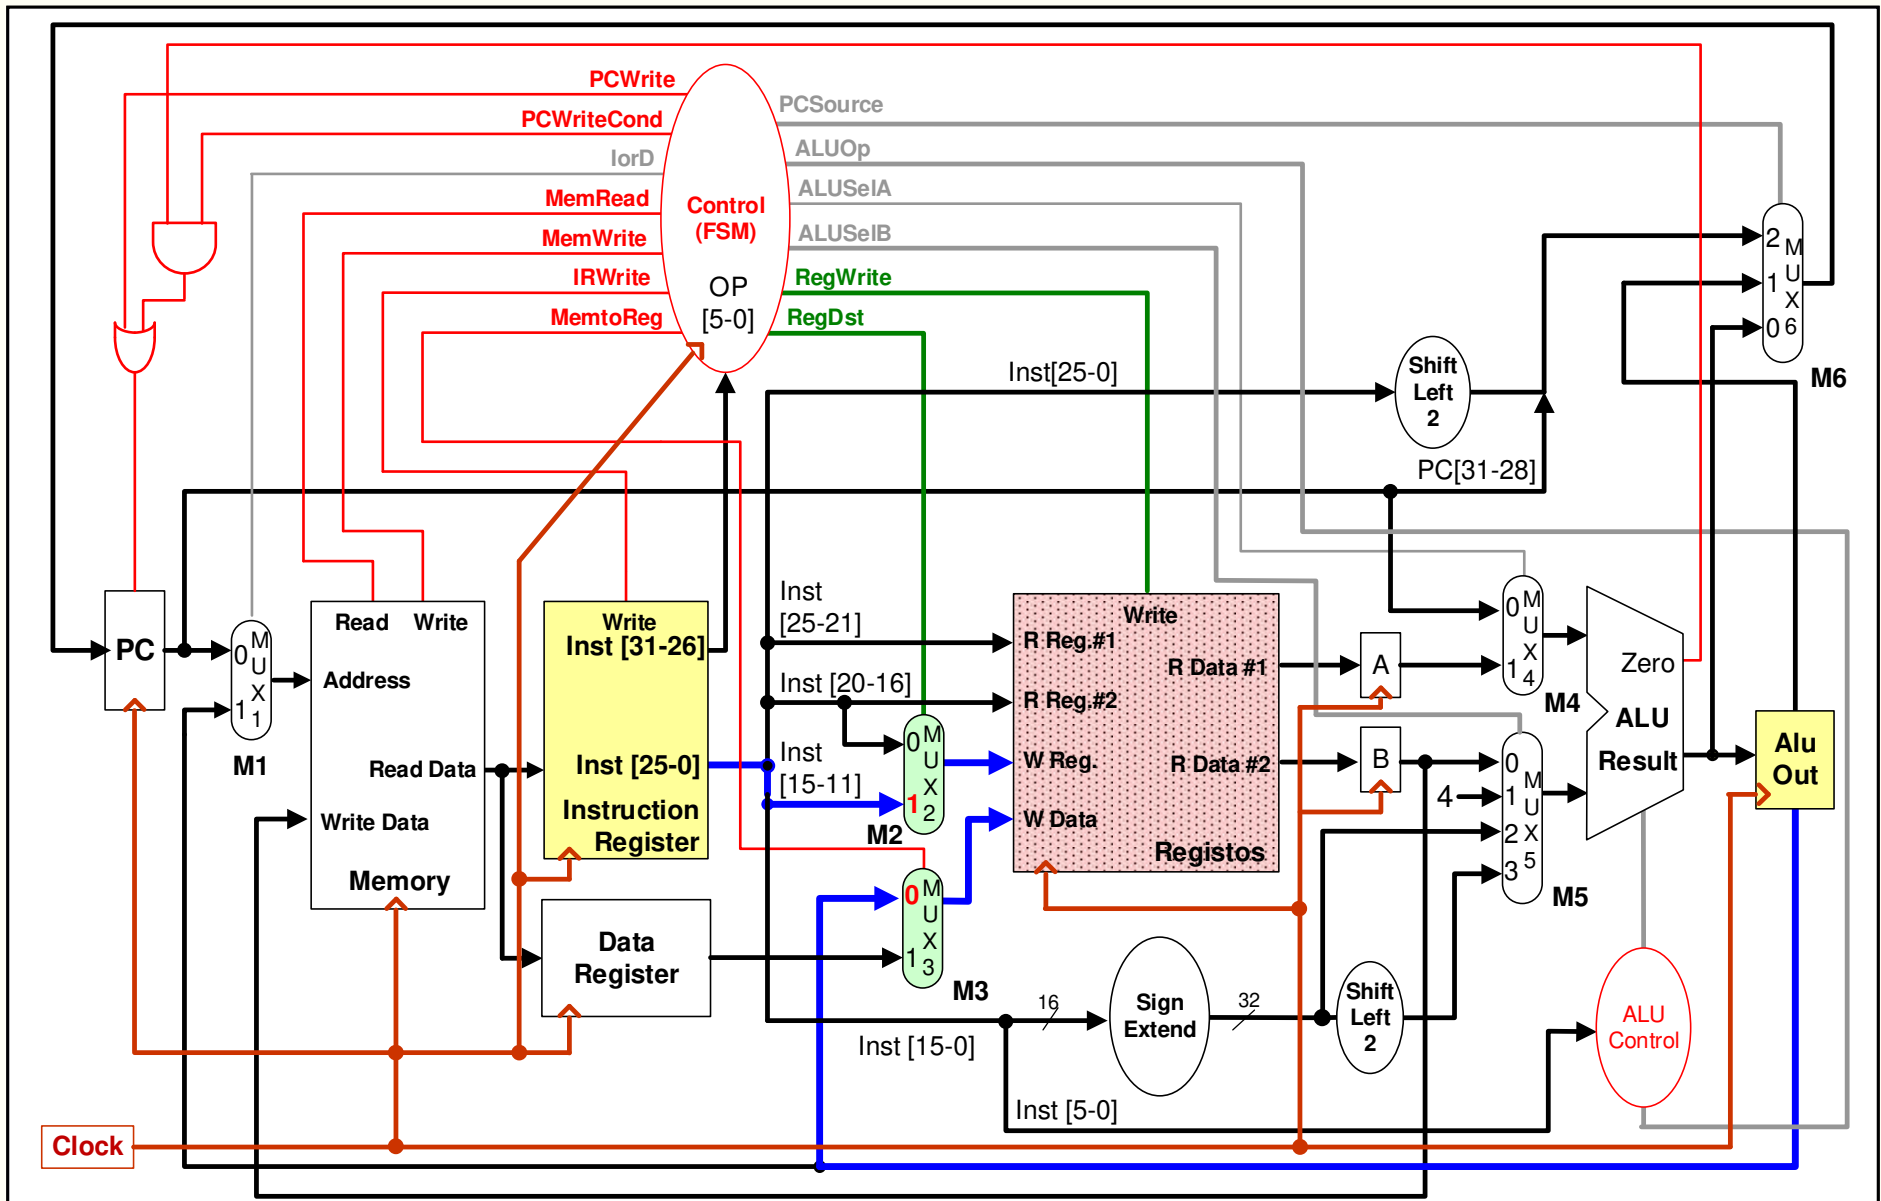 PCWrite
PCWriteCond
IorD
MemRead
MemWrite
IRWrite
MemtoReg
Control
(FSM)
OP
[5-0]
PCSource
ALUOp
ALUSelA
ALUSelB
RegWrite
RegDst
Inst[25-0]
Shift
Left
2
PC[31-28]
2
1
0
M
U
X
6
M6
PC
0
1
M
U
X
1
M1
Read
Write
Address
Read Data
Write Data
Memory
Write
Inst [31-26]
Inst [25-0]
Instruction
Register
Data
Register
Inst
[25-21]
Inst [20-16]
Inst
[15-11]
0
1
M
U
X
2
M2
0
1
M
U
X
3
M3
Write
R Reg.#1
R Reg.#2
W Reg.
W Data
R Data #1
R Data #2
Registos
A
B
0
1
M
U
X
4
M4
4
0
1
2
3
M
U
X
5
M5
Zero
ALU
Result
Alu
Out
16
Sign
Extend
32
Shift
Left
2
Inst [15-0]
Inst [5-0]
ALU
Control
Clock